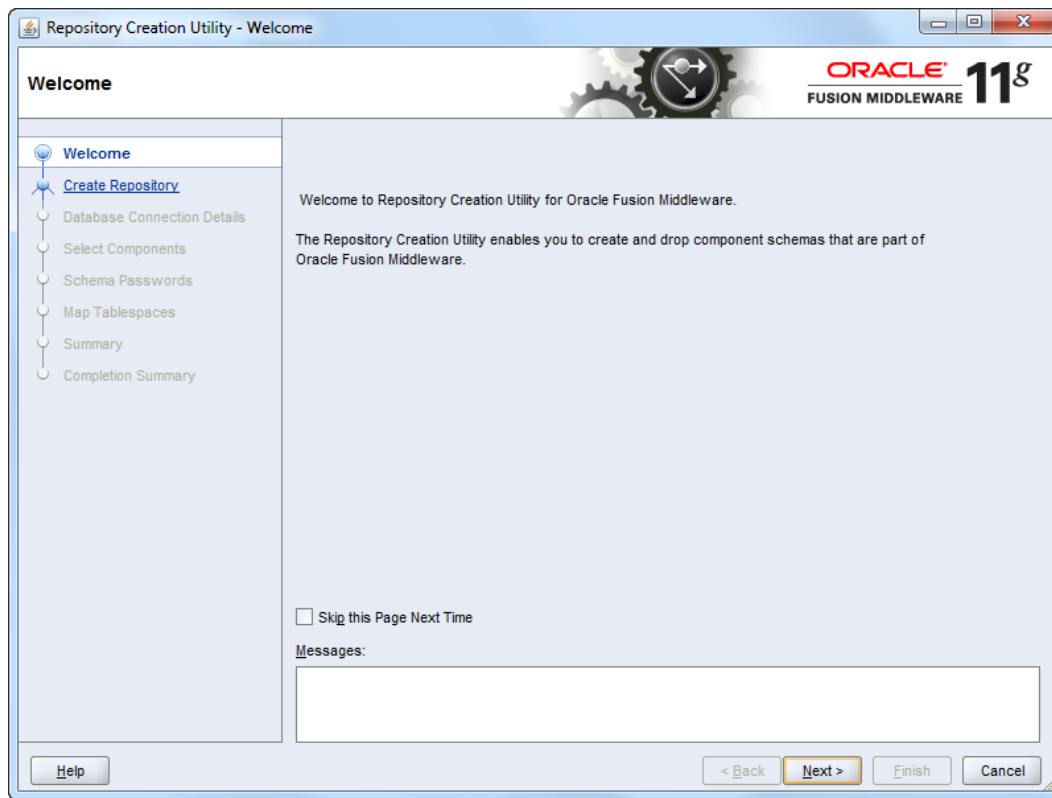 Repository Creation Utility - Welcome
Welcome
ORACLE
FUSION MIDDLEWARE 11g
Welcome
Create Repository
Database Connection Details
Select Components
Schema Passwords
Map Tablespaces
Summary
Completion Summary
Welcome to Repository Creation Utility for Oracle Fusion Middleware.
The Repository Creation Utility enables you to create and drop component schemas that are part of
Oracle Fusion Middleware.
Skip this Page Next Time
Messages:
Help
< Back
Next >
Finish
Cancel